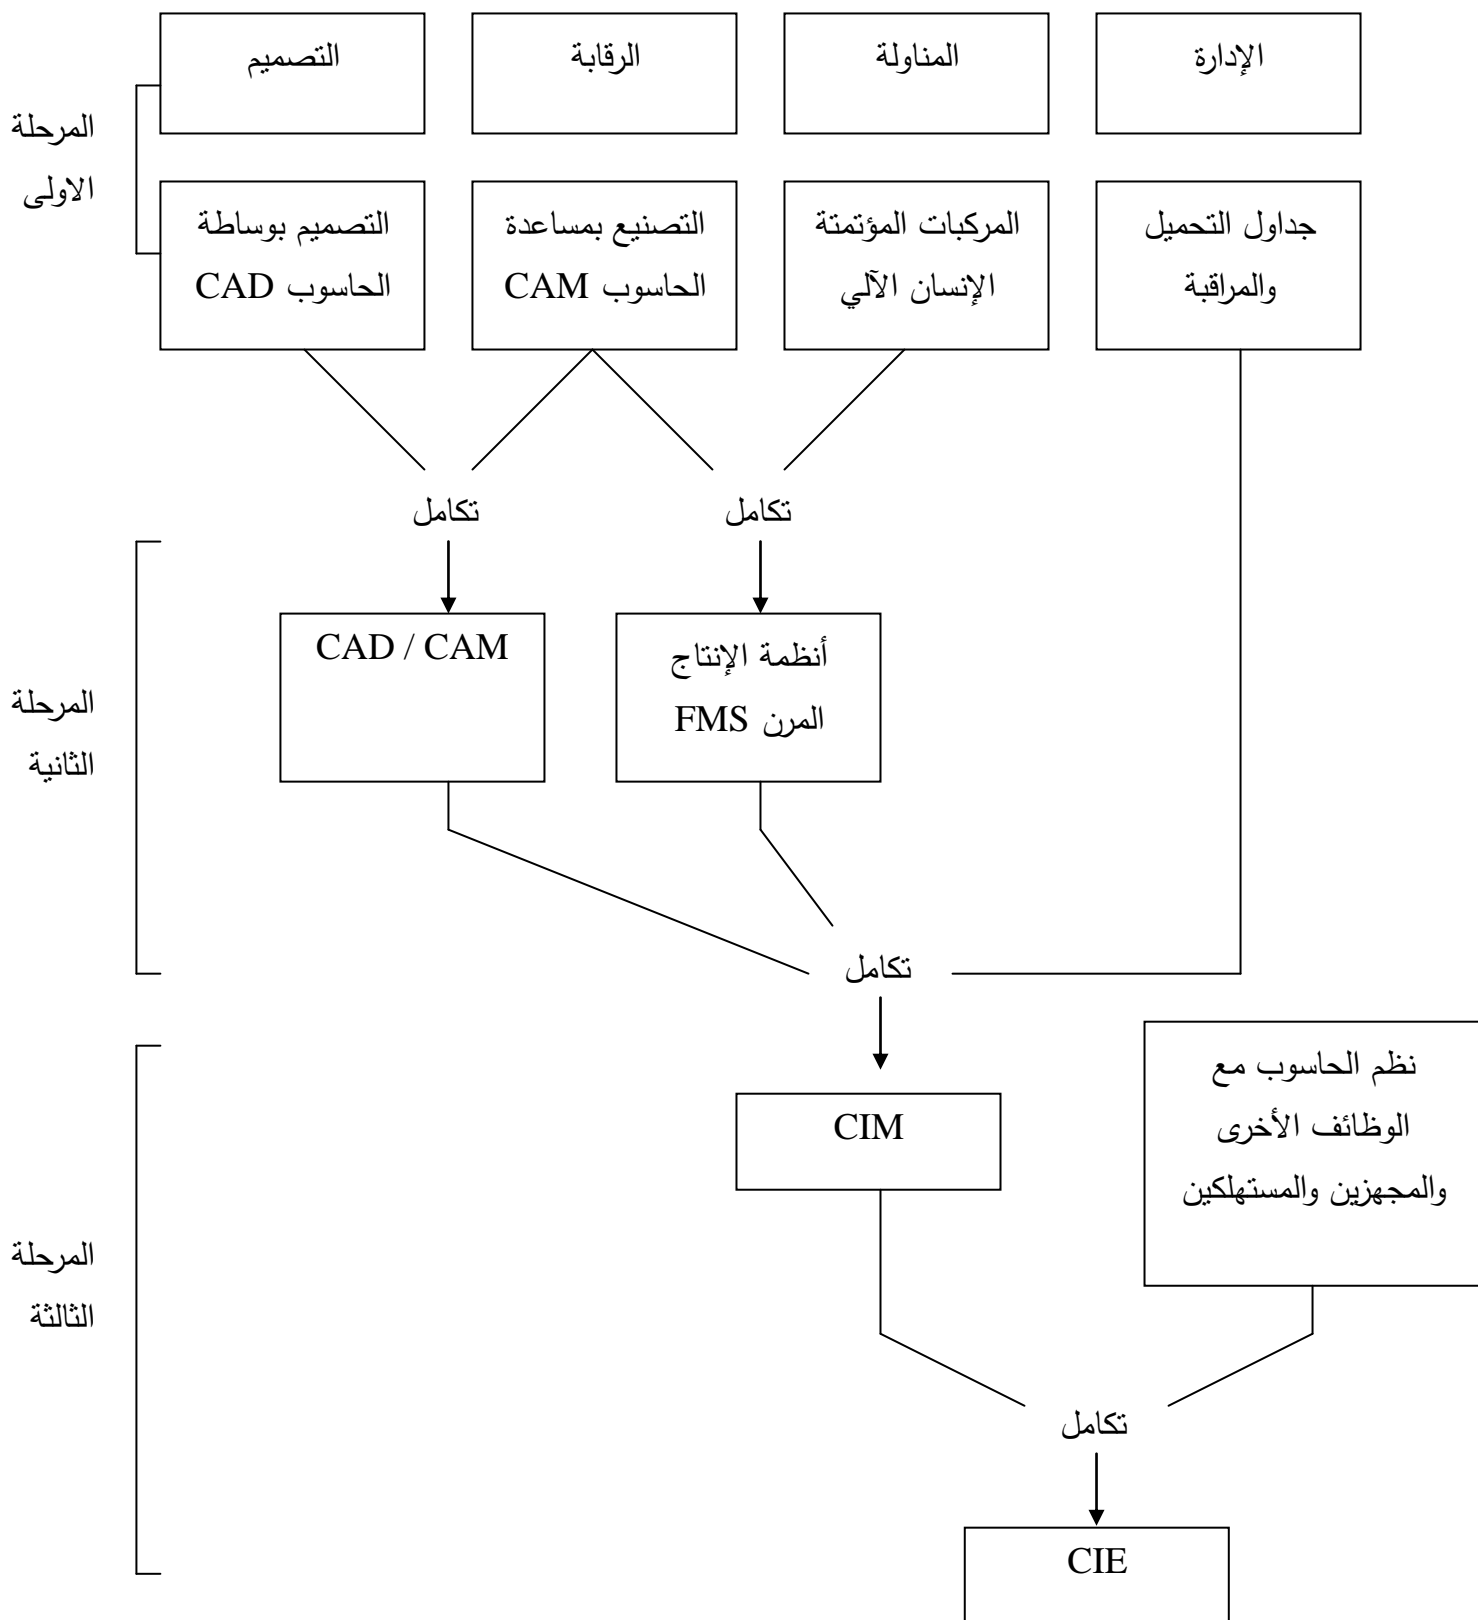 الإدارة
المناولة
الرقابة
التصميم
المرحلة
الاولى
جداول التحميل
والمراقبة
المركبات المؤتمتة
الإنسان الآلي
التصنيع بمساعدة
الحاسوب CAM
التصميم بوساطة
الحاسوب CAD
تكامل
تكامل
أنظمة الإنتاج
المرن FMS
CAD / CAM
المرحلة
الثانية
تكامل
نظم الحاسوب مع
الوظائف الأخرى
والمجهزين والمستهلكين
CIM
المرحلة
الثالثة
تكامل
CIE